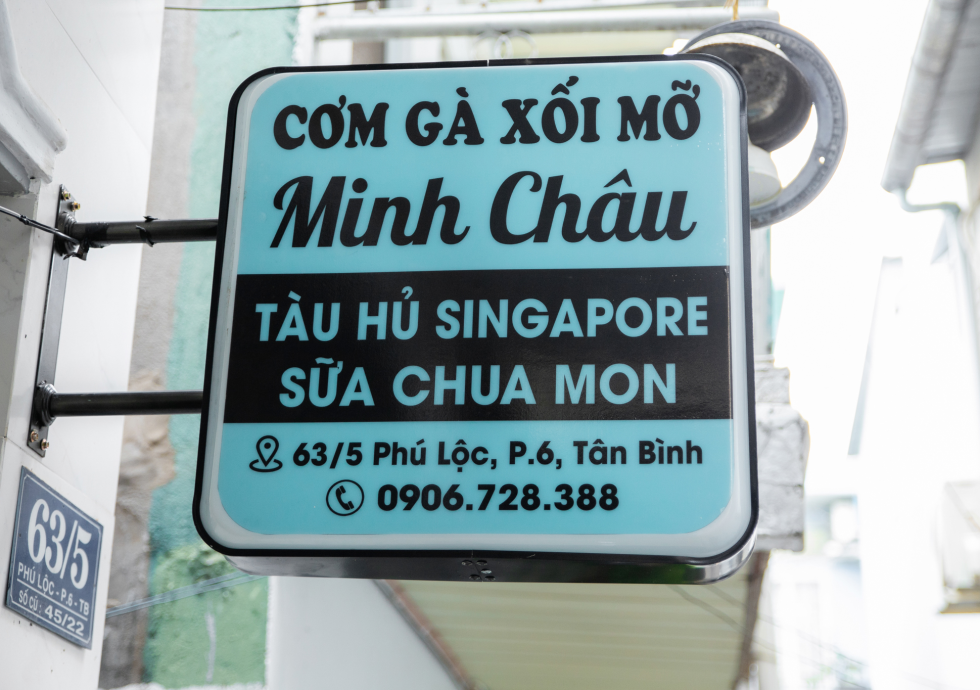 CƠM GÀ XỐI MỠ
Minh Châu
TÀU HỦ SINGAPORE
SỮA CHUA MON
63/5 Phú Lộc, P.6, Tân Bình
0906.728.388
63/5
PHÚ LỘC - P.6 - TB
SỐ CŨ : 45/22